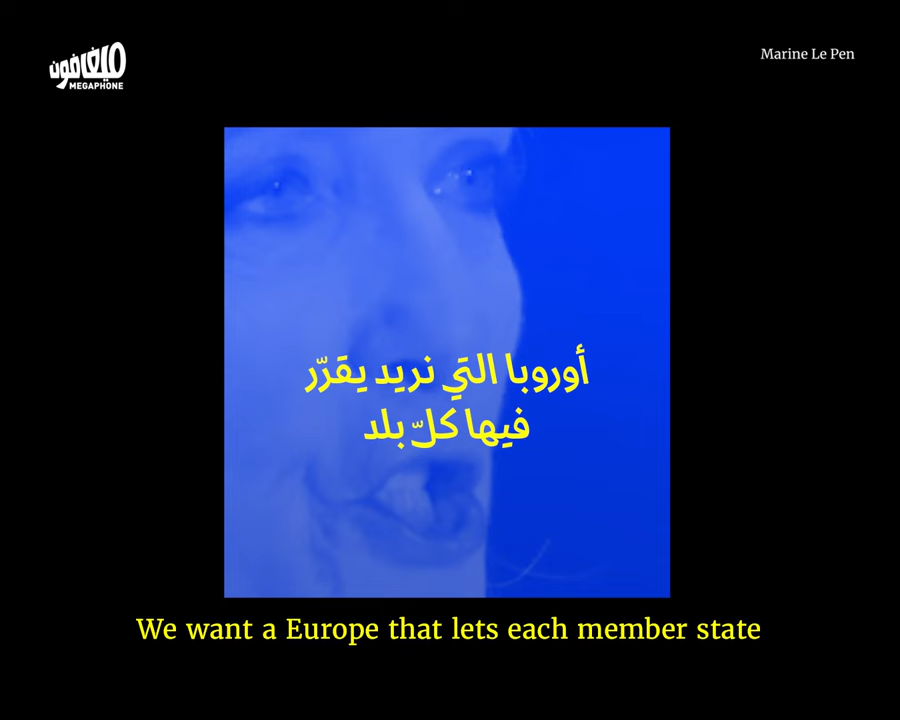 ميغافون
MEGAPHONE
Marine Le Pen
أوروبا التي نريد يقرّر
فيها كلّ بلد
We want a Europe that lets each member state